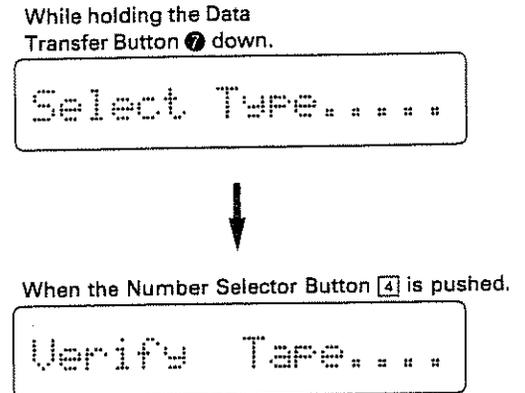 While holding the Data
Transfer Button ❼ down.
Select Type.....
When the Number Selector Button 4 is pushed.
Verify Tape....